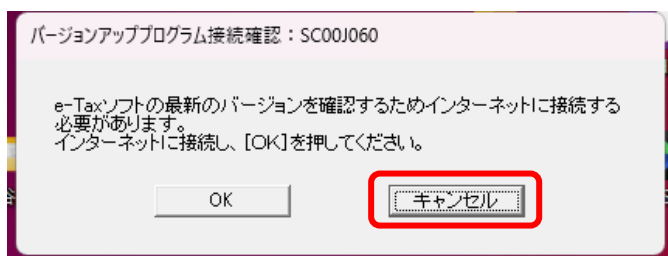 バージョンアッププログラム接続確認：SC00J060
e-Taxソフトの最新のバージョンを確認するためインターネットに接続する
必要があります。
インターネットに接続し、[OK]を押してください。
OK
キャンセル